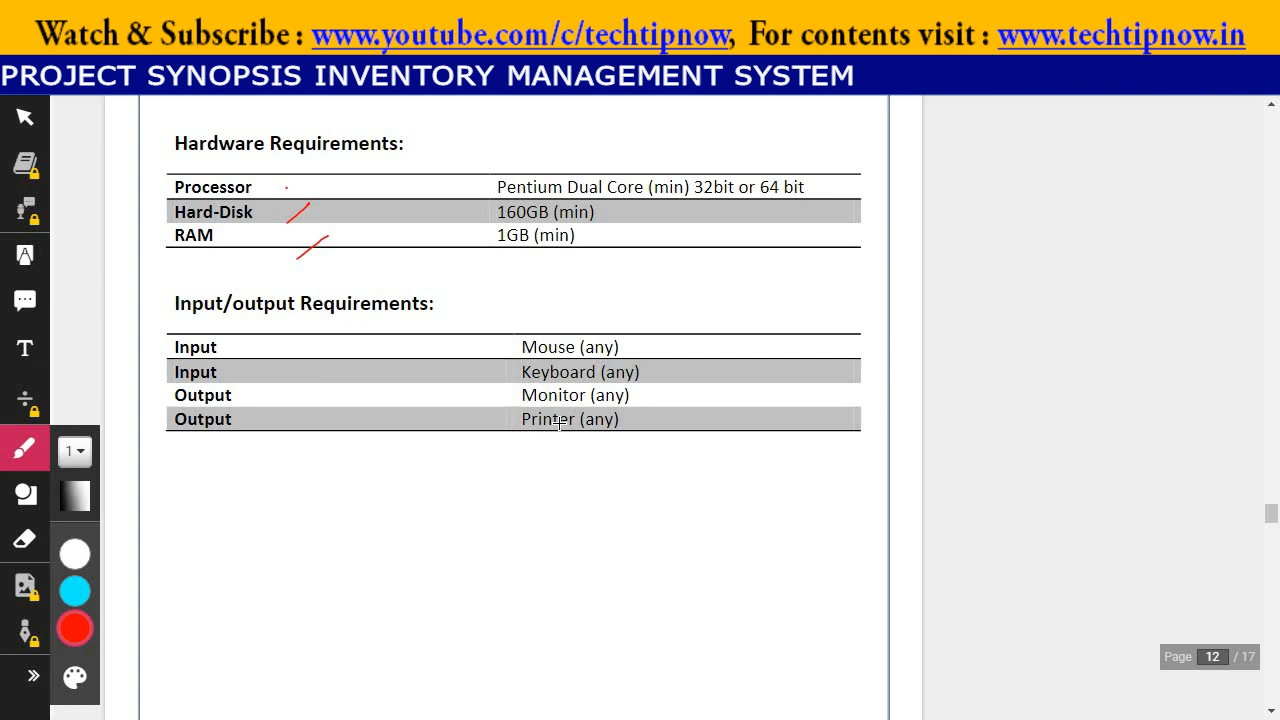 Watch & Subscribe : www.youtube.com/c/techtipnow, For contents visit : www.techtipnow.in
PROJECT SYNOPSIS INVENTORY MANAGEMENT SYSTEM
Hardware Requirements:
Processor Pentium Dual Core (min) 32bit or 64 bit
Hard-Disk 160GB (min)
RAM 1GB (min)
Input/output Requirements:
Input Mouse (any)
Input Keyboard (any)
Output Monitor (any)
Output Printer (any)
A
T
1
Page 12 / 17